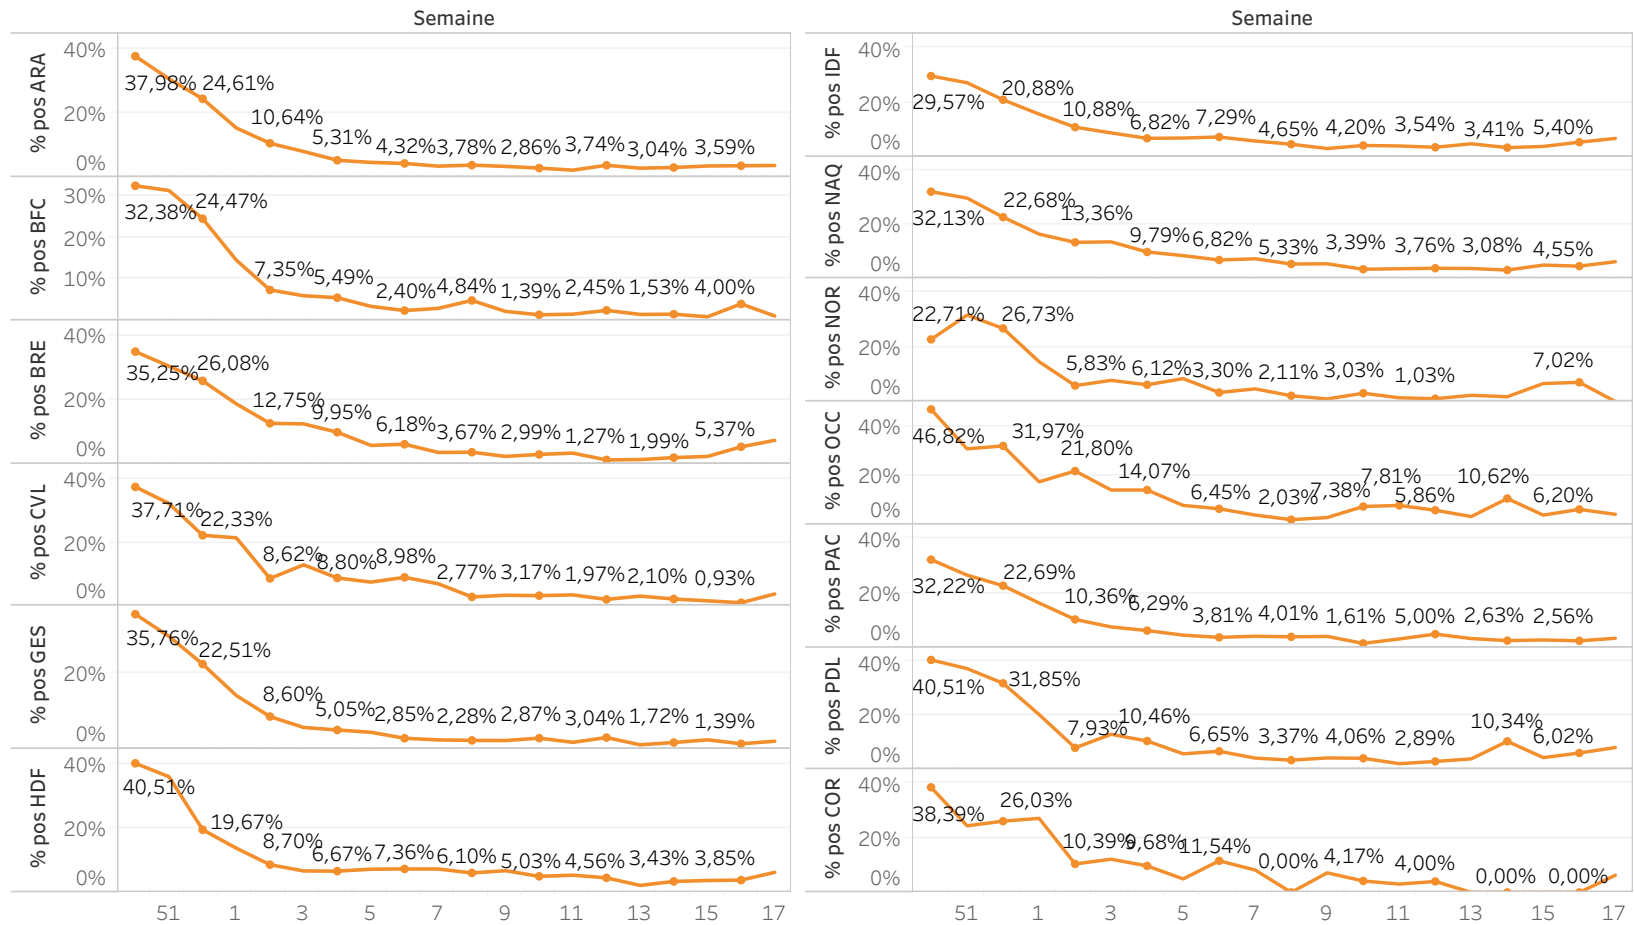 Semaine
% pos ARA
40%
20%
0%
37,98% 24,61% 10,64% 5,31% 4,32% 3,78% 2,86% 3,74% 3,04% 3,59%
% pos BFC
30%
20%
10%
32,38% 24,47% 7,35% 5,49% 2,40% 4,84% 1,39% 2,45% 1,53% 4,00%
% pos BRE
40%
20%
0%
35,25% 26,08% 12,75% 9,95% 6,18% 3,67% 2,99% 1,27% 1,99% 5,37%
% pos CVL
40%
20%
0%
37,71% 22,33% 8,62% 8,80% 8,98% 2,77% 3,17% 1,97% 2,10% 0,93%
% pos GES
20%
0%
35,76% 22,51% 8,60% 5,05% 2,85% 2,28% 2,87% 3,04% 1,72% 1,39%
% pos HDF
40%
20%
0%
40,51% 19,67% 8,70% 6,67% 7,36% 6,10% 5,03% 4,56% 3,43% 3,85%
51 1 3 5 7 9 11 13 15 17
Semaine
% pos IDF
40%
20%
0%
29,57% 20,88% 10,88% 6,82% 7,29% 4,65% 4,20% 3,54% 3,41% 5,40%
% pos NAQ
40%
20%
0%
32,13% 22,68% 13,36% 9,79% 6,82% 5,33% 3,39% 3,76% 3,08% 4,55%
% pos NOR
40%
20%
0%
22,71% 26,73% 5,83% 6,12% 3,30% 2,11% 3,03% 1,03% 7,02%
% pos OCC
40%
20%
0%
46,82% 31,97% 21,80% 14,07% 6,45% 2,03% 7,38% 7,81% 5,86% 10,62% 6,20%
% pos PAC
40%
20%
0%
32,22% 22,69% 10,36% 6,29% 3,81% 4,01% 1,61% 5,00% 2,63% 2,56%
% pos PDL
40%
20%
0%
40,51% 31,85% 7,93% 10,46% 6,65% 3,37% 4,06% 2,89% 10,34% 6,02%
% pos COR
40%
20%
0%
38,39% 26,03% 10,39% 9,68% 11,54% 0,00% 4,17% 4,00% 0,00% 0,00%
51 1 3 5 7 9 11 13 15 17